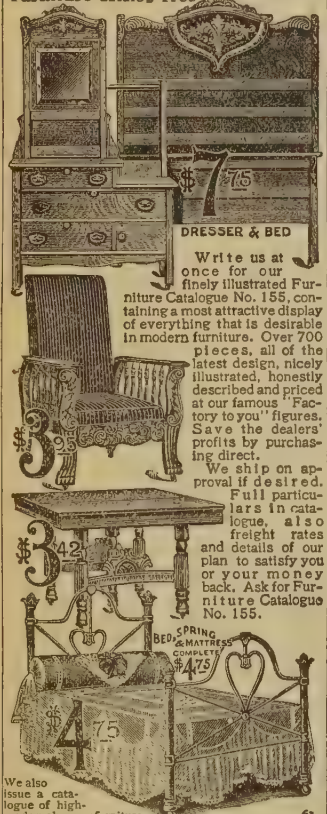 $7 75
DRESSER & BED
Write us at
once for our
finely illustrated Fur-
niture Catalogue No. 155, con-
taining a most attractive display
of everything that is desirable
in modern furniture. Over 700
pieces, all of the
latest design, nicely
illustrated, honestly
described and priced
at our famous "Fac-
tory to you" figures.
Save the dealers'
profits by purchas-
ing direct.
We ship on ap-
proval if desired.
Full particu-
lars in cata-
logue, also
freight rates
and details of our
plan to satisfy you
or your money
back. Ask for Fur-
niture Catalogue
No. 155.
$3 95
$3 42
BED, SPRING
& MATTRESS
COMPLETE
$4.75
$4 75
We also
issue a cata-
logue of high-